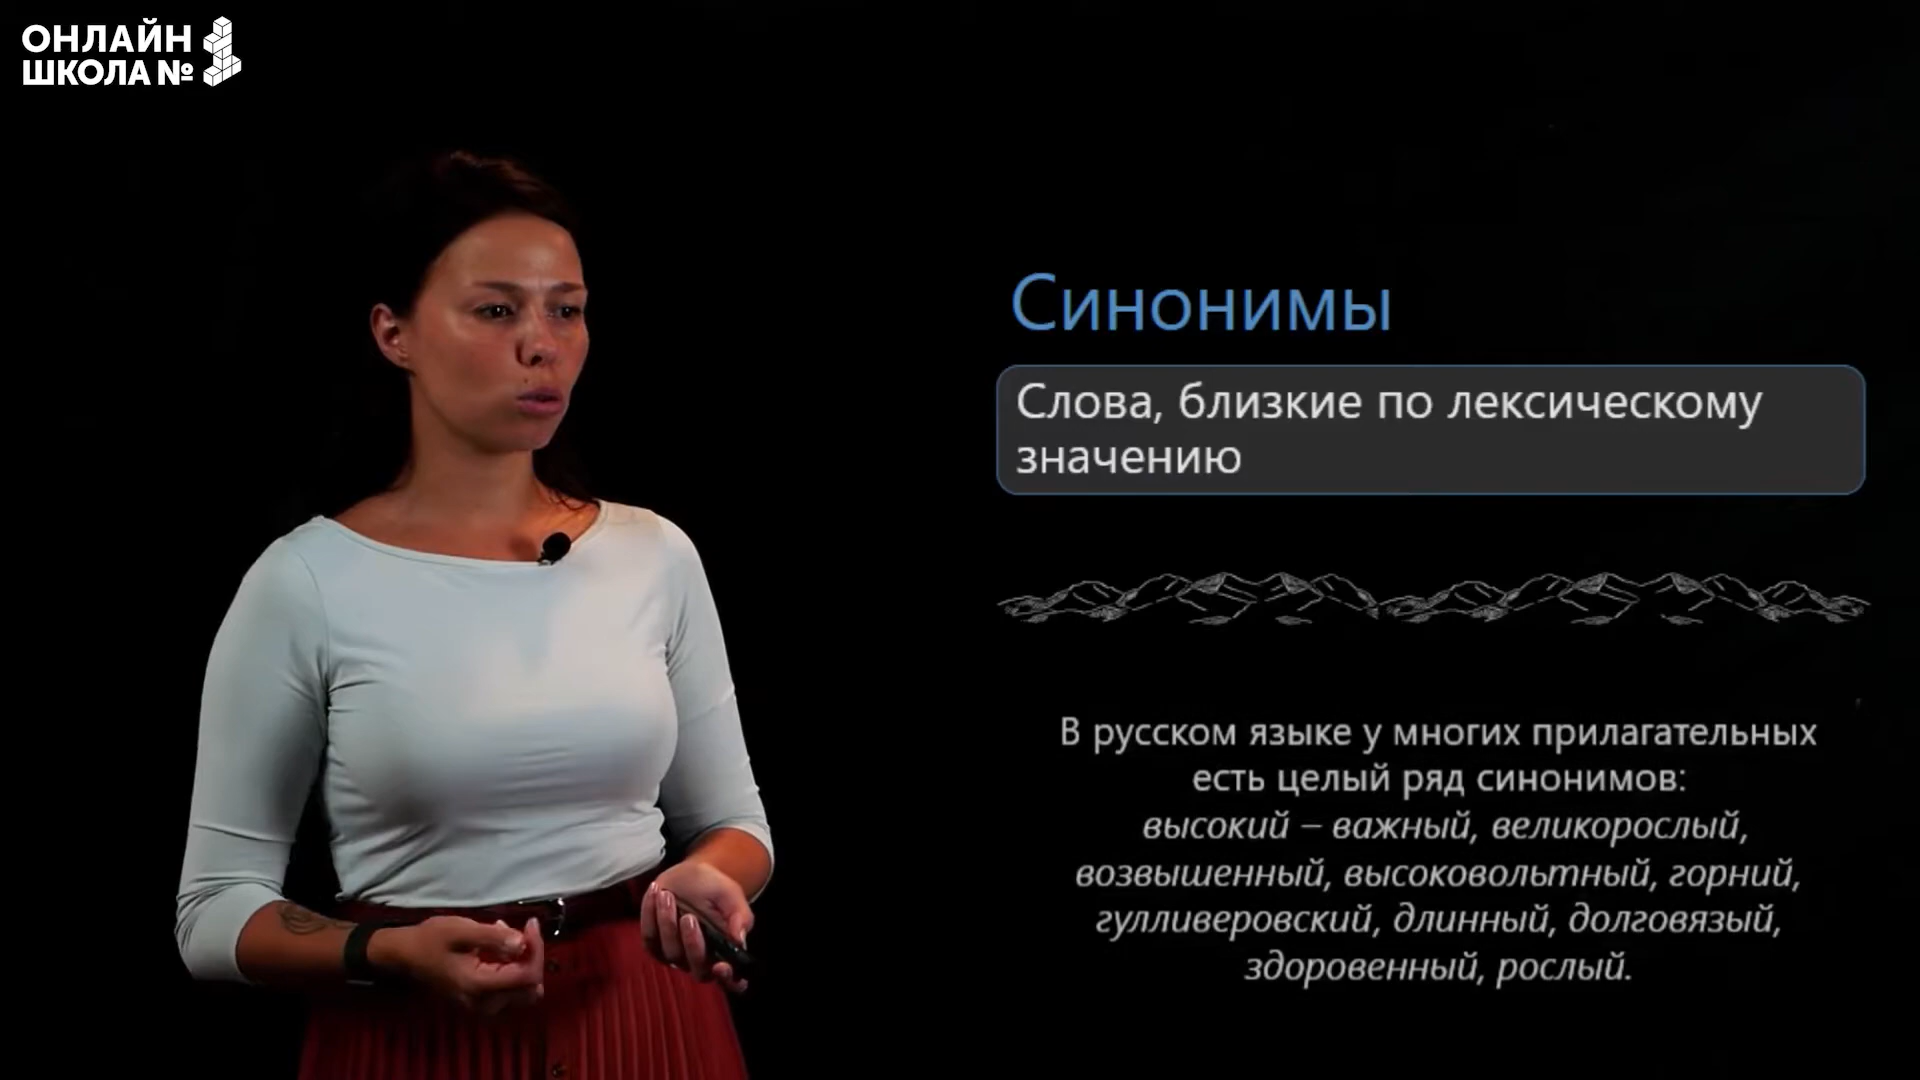 ОНЛАЙН
ШКОЛА №1
Синонимы
Слова, близкие по лексическому
значению
В русском языке у многих прилагательных
есть целый ряд синонимов:
высокий – важный, великорослый,
возвышенный, высоковольтный, горний,
гулливеровский, длинный, долговязый,
здоровенный, рослый.